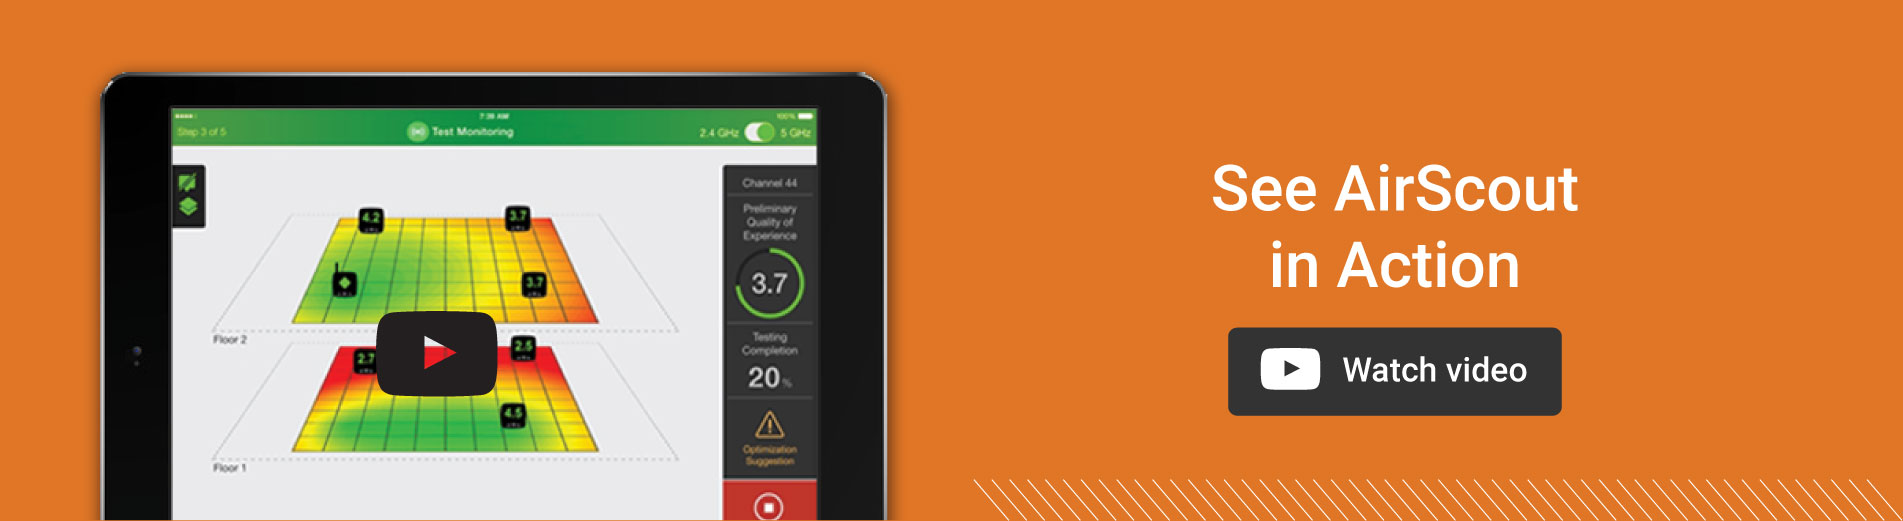 7:39 AM
100%
Step 3 of 5
Test Monitoring
2.4 GHz
5 GHz
Channel 44
Preliminary
Quality of
Experience
3.7
Testing
Completion
20 %
Optimization
Suggestion
4.2
3.7
3.7
Floor 2
2.7
2.5
4.5
Floor 1
See AirScout
in Action
Watch video